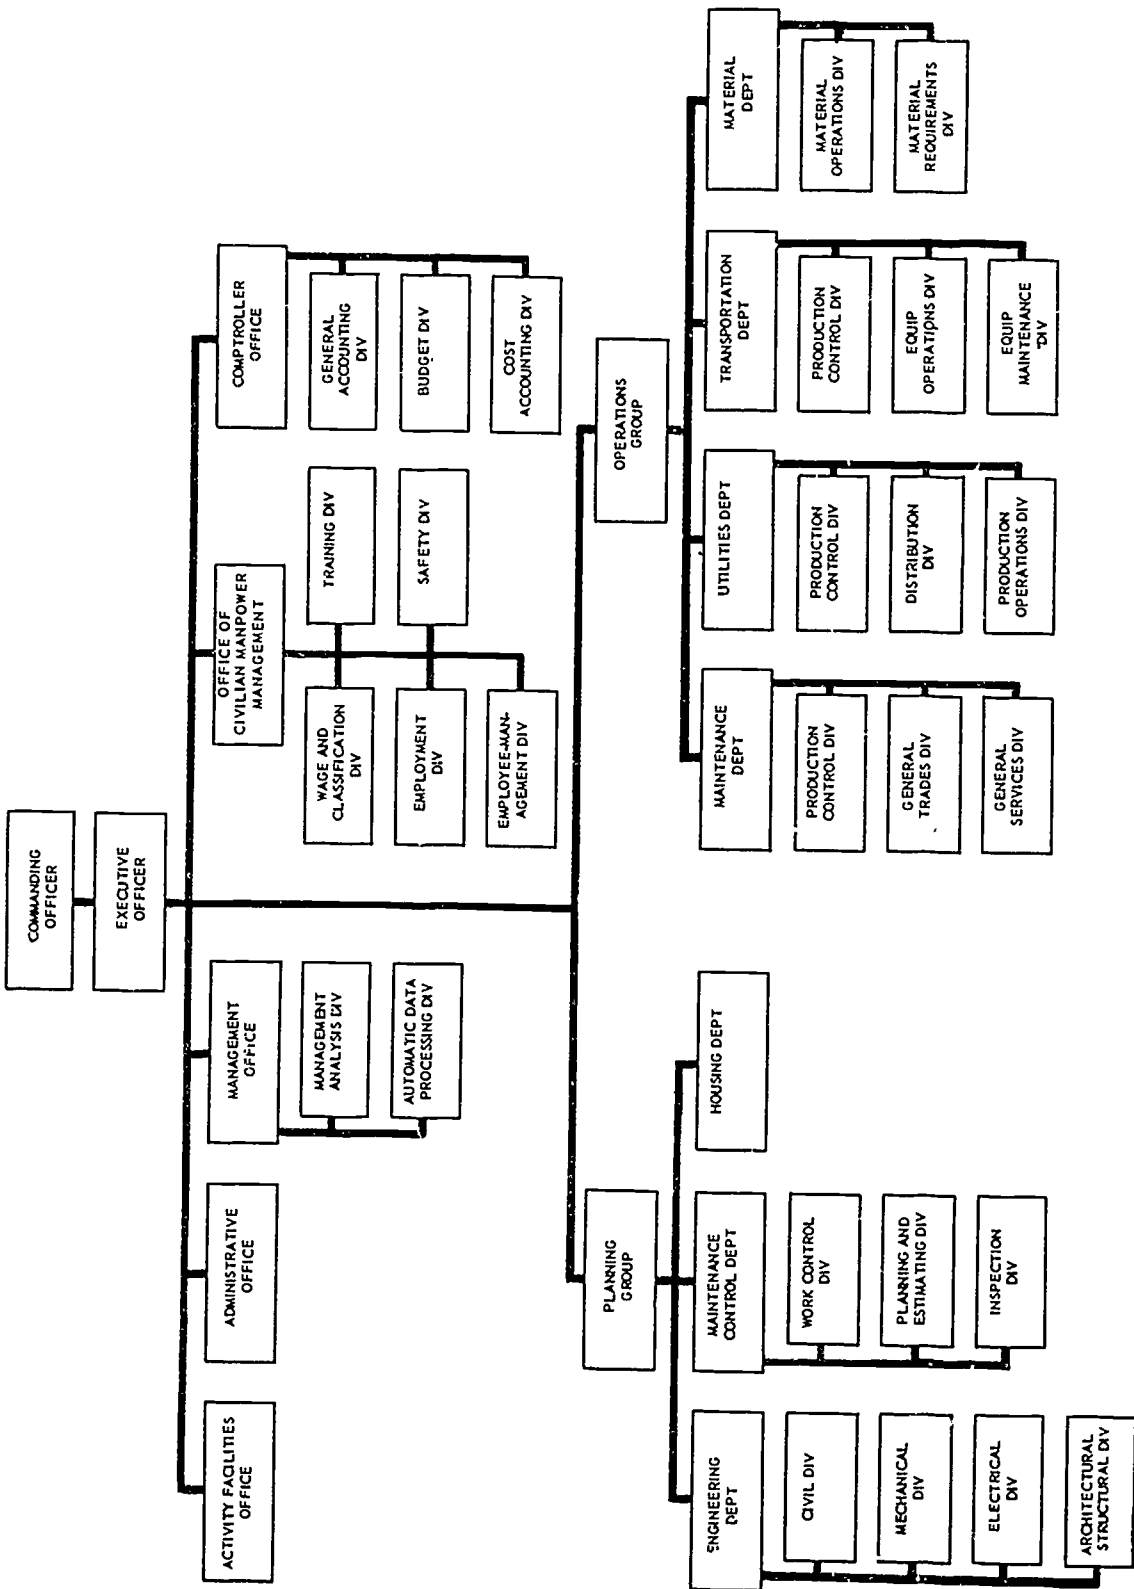 COMMANDING
OFFICER
EXECUTIVE
OFFICER
ACTIVITY FACILITIES
OFFICE
ADMINISTRATIVE
OFFICE
MANAGEMENT
OFFICE
MANAGEMENT
ANALYSIS DIV
AUTOMATIC DATA
PROCESSING DIV
OFFICE OF
CIVILIAN MANPOWER
MANAGEMENT
WAGE AND
CLASSIFICATION
DIV
TRAINING DIV
EMPLOYMENT
DIV
SAFETY DIV
EMPLOYEE-MAN-
AGEMENT DIV
COMPTROLLER
OFFICE
GENERAL
ACCOUNTING
DIV
BUDGET DIV
COST
ACCOUNTING DIV
PLANNING
GROUP
ENGINEERING
DEPT
CIVIL DIV
MECHANICAL
DIV
ELECTRICAL
DIV
ARCHITECTURAL
STRUCTURAL DIV
MAINTENANCE
CONTROL DEPT
WORK CONTROL
DIV
PLANNING AND
ESTIMATING DIV
INSPECTION
DIV
HOUSING DEPT
OPERATIONS
GROUP
MAINTENANCE
DEPT
PRODUCTION
CONTROL DIV
GENERAL
TRADES DIV
GENERAL
SERVICES DIV
UTILITIES DEPT
PRODUCTION
CONTROL DIV
DISTRIBUTION
DIV
PRODUCTION
OPERATIONS DIV
TRANSPORTATION
DEPT
PRODUCTION
CONTROL DIV
EQUIP
OPERATIONS DIV
EQUIP
MAINTENANCE
DIV
MATERIAL
DEPT
MATERIAL
OPERATIONS DIV
MATERIAL
REQUIREMENTS
DIV